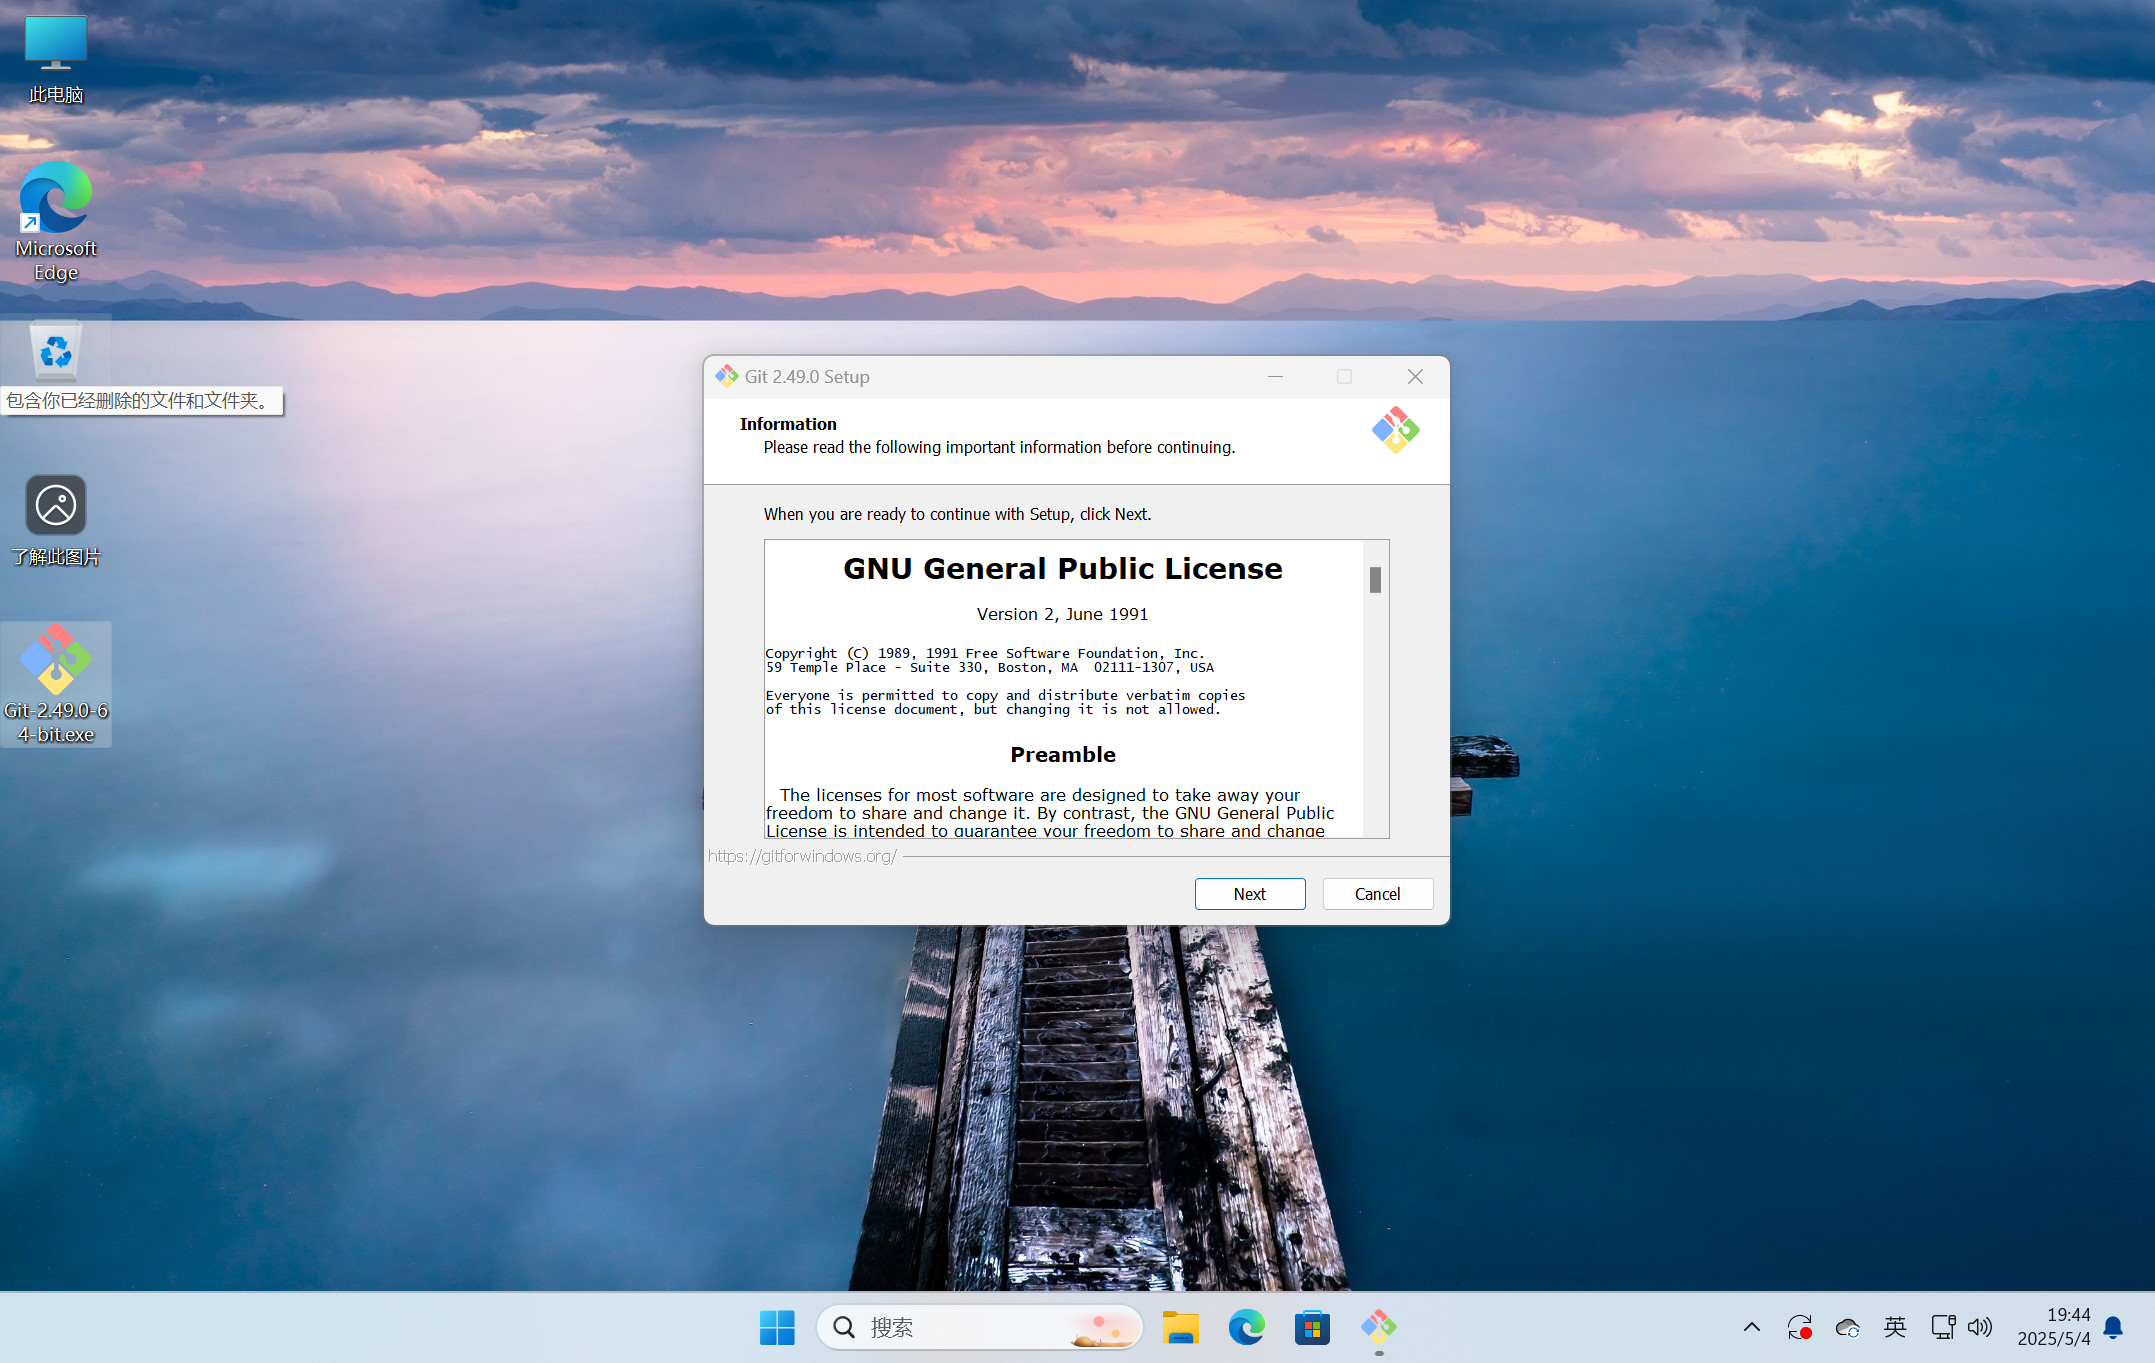 此电脑
Microsoft
Edge
包含你已经删除的文件和文件夹。
了解此图片
Git-2.49.0-6
4-bit.exe
Git 2.49.0 Setup
Information
Please read the following important information before continuing.
When you are ready to continue with Setup, click Next.
GNU General Public License
Version 2, June 1991
Copyright (C) 1989, 1991 Free Software Foundation, Inc.
59 Temple Place - Suite 330, Boston, MA  02111-1307, USA
Everyone is permitted to copy and distribute verbatim copies
of this license document, but changing it is not allowed.
Preamble
The licenses for most software are designed to take away your
freedom to share and change it. By contrast, the GNU General Public
License is intended to guarantee your freedom to share and change
https://gitforwindows.org/
Next
Cancel
搜索
英
19:44
2025/5/4